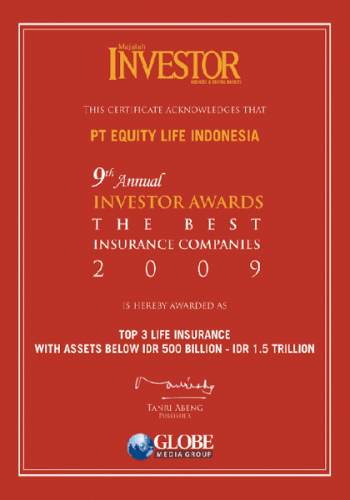 Majalah
INVESTOR
THIS CERTIFICATE ACKNOWLEDGES THAT
PT EQUITY LIFE INDONESIA
9th Annual
INVESTOR AWARDS
THE BEST
INSURANCE COMPANIES
2009
IS HEREBY AWARDED AS
TOP 3 LIFE INSURANCE
WITH ASSETS BELOW IDR 500 BILLION - IDR 1.5 TRILLION
TANRI ABENG
PUBLISHER
GLOBE
MEDIA GROUP